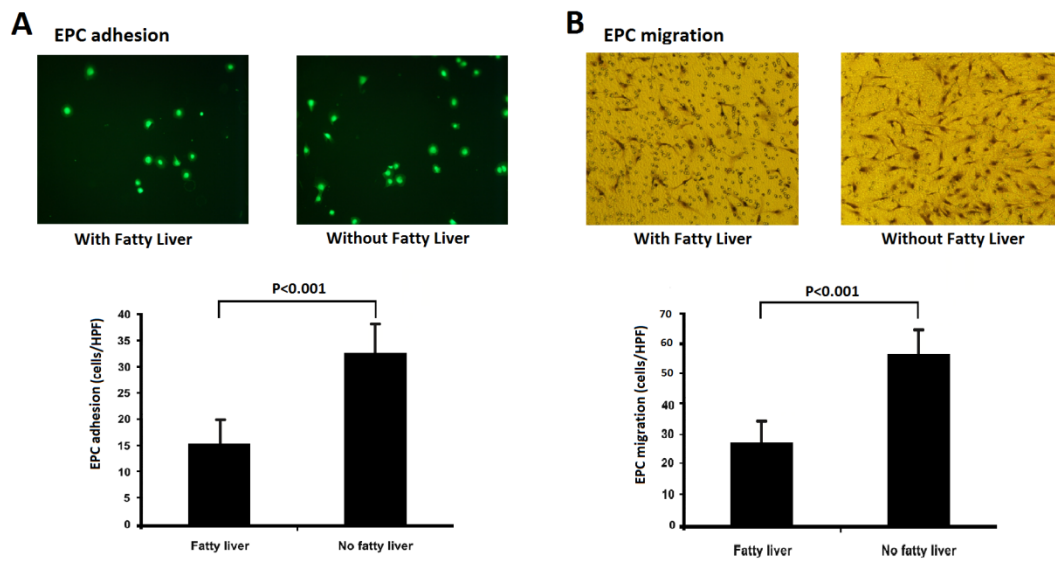 A
EPC adhesion
With Fatty Liver
Without Fatty Liver
P<0.001
EPC adhesion (cells/HPF)
40
35
30
25
20
15
10
5
0
Fatty liver
No fatty liver
B
EPC migration
With Fatty Liver
Without Fatty Liver
P<0.001
EPC migration (cells/HPF)
70
60
50
40
30
20
10
0
Fatty liver
No fatty liver